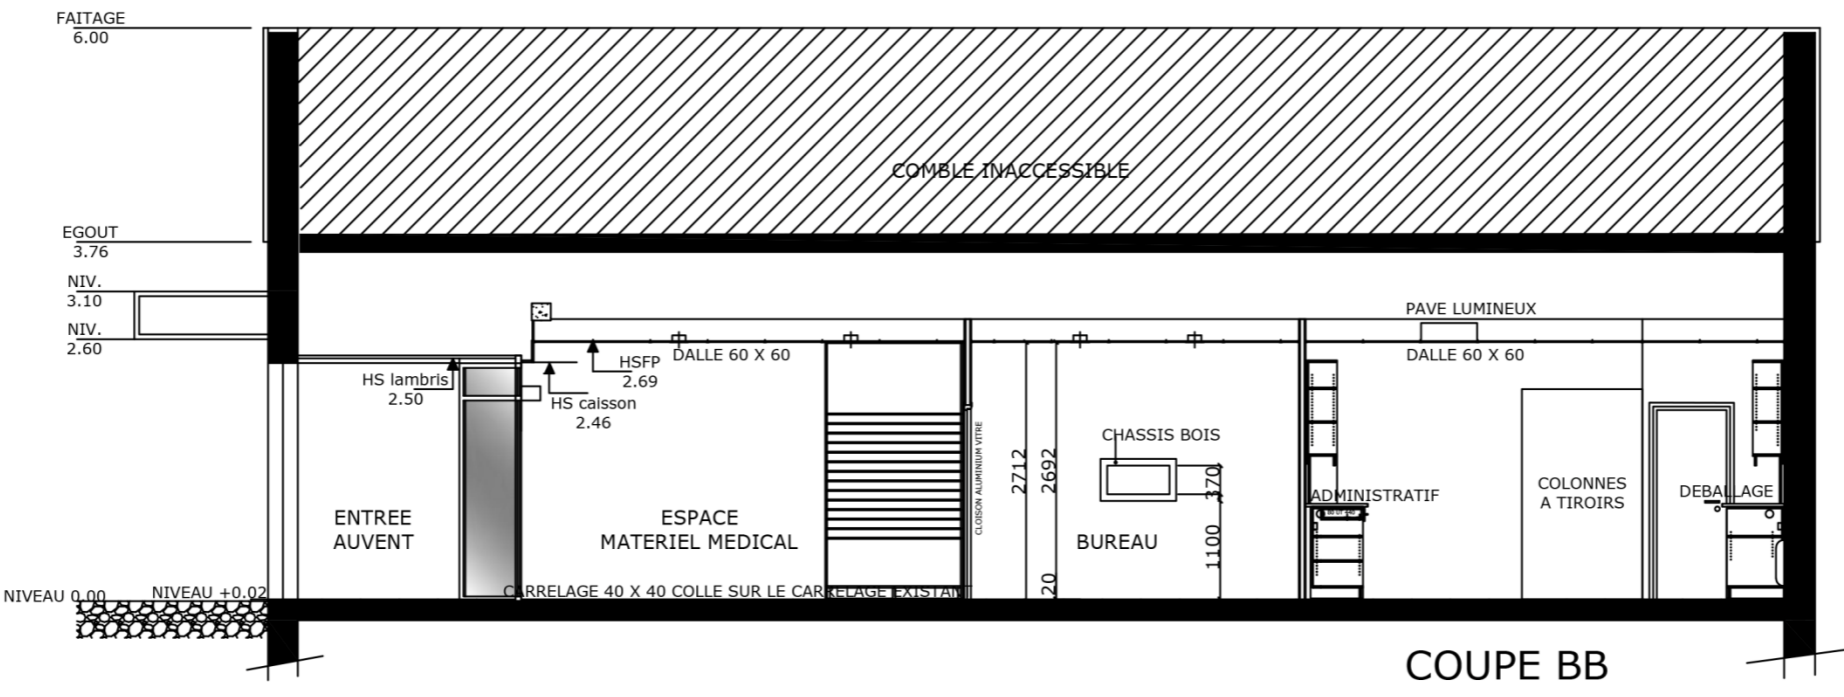 FAITAGE
6.00
COMBLE INACCESSIBLE
EGOUT
3.76
NIV.
3.10
NIV.
2.60
PAVE LUMINEUX
HSFP
2.69
DALLE 60 X 60
DALLE 60 X 60
HS lambris
2.50
HS caisson
2.46
CLOISON ALUMINIUM VITRE
2712
2692
20
CHASSIS BOIS
370
1100
ADMINISTRATIF
COLONNES
A TIROIRS
DEBALLAGE
ENTREE
AUVENT
ESPACE
MATERIEL MEDICAL
BUREAU
NIVEAU 0.00
NIVEAU +0.02
CARRELAGE 40 X 40 COLLE SUR LE CARRELAGE EXISTANT
COUPE BB